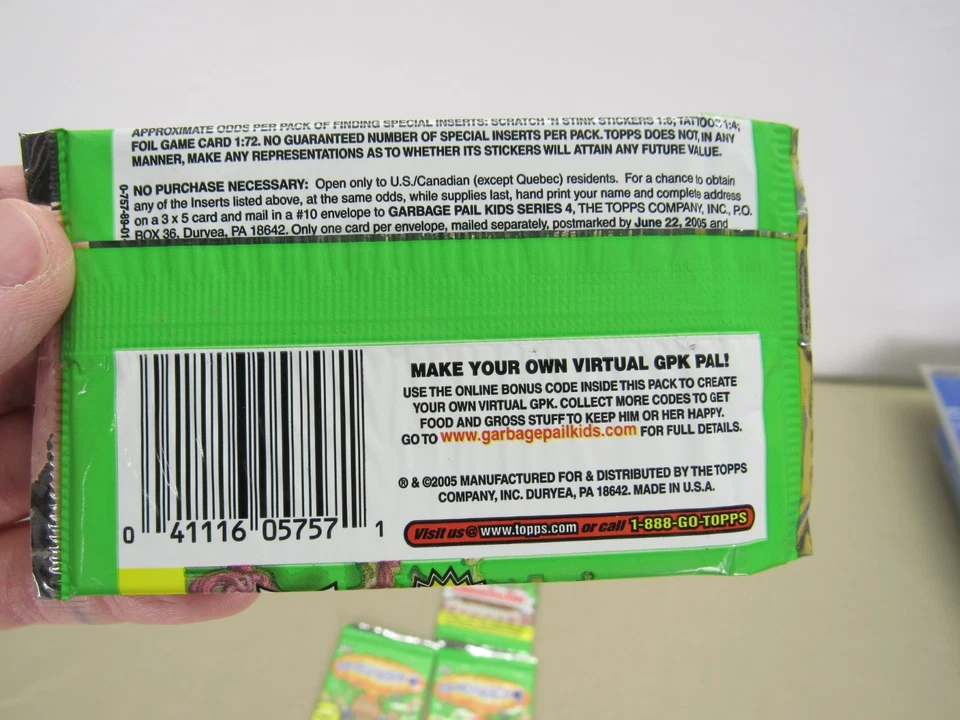 APPROXIMATE ODDS PER PACK OF FINDING SPECIAL INSERTS: SCRATCH 'N STINK STICKERS 1:6; TATTOOS 1:4;
FOIL GAME CARD 1:72. NO GUARANTEED NUMBER OF SPECIAL INSERTS PER PACK. TOPPS DOES NOT, IN ANY
MANNER, MAKE ANY REPRESENTATIONS AS TO WHETHER ITS STICKERS WILL ATTAIN ANY FUTURE VALUE.
NO PURCHASE NECESSARY: Open only to U.S./Canadian (except Quebec) residents. For a chance to obtain
any of the Inserts listed above, at the same odds, while supplies last, hand print your name and complete address
on a 3 x 5 card and mail in a #10 envelope to GARBAGE PAIL KIDS SERIES 4, THE TOPPS COMPANY, INC., P.O.
BOX 36, Duryea, PA 18642. Only one card per envelope, mailed separately, postmarked by June 22, 2005 and
0-757-89-01
MAKE YOUR OWN VIRTUAL GPK PAL!
USE THE ONLINE BONUS CODE INSIDE THIS PACK TO CREATE
YOUR OWN VIRTUAL GPK. COLLECT MORE CODES TO GET
FOOD AND GROSS STUFF TO KEEP HIM OR HER HAPPY.
GO TO www.garbagepailkids.com FOR FULL DETAILS.
® & ©2005 MANUFACTURED FOR & DISTRIBUTED BY THE TOPPS
COMPANY, INC. DURYEA, PA 18642. MADE IN U.S.A.
Visit us @ www.topps.com or call 1-888-GO-TOPPS
0 41116 05757 1